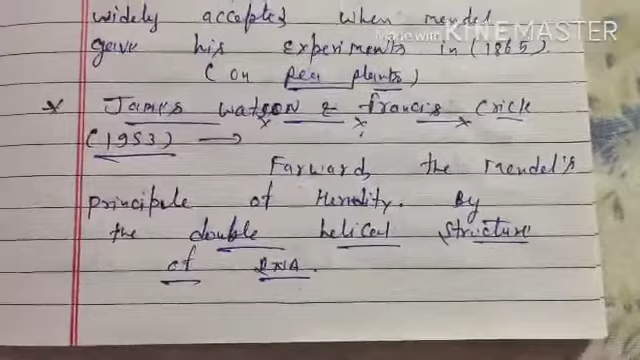 widely accepted when mendel
gave his experiments in (1865).
(on pea plants)
* James watson & francis Crick
(1953) →
Farward, the Mendel's
principle of Heredity. By
the double helical structure
of DNA.
Made with KINEMASTER